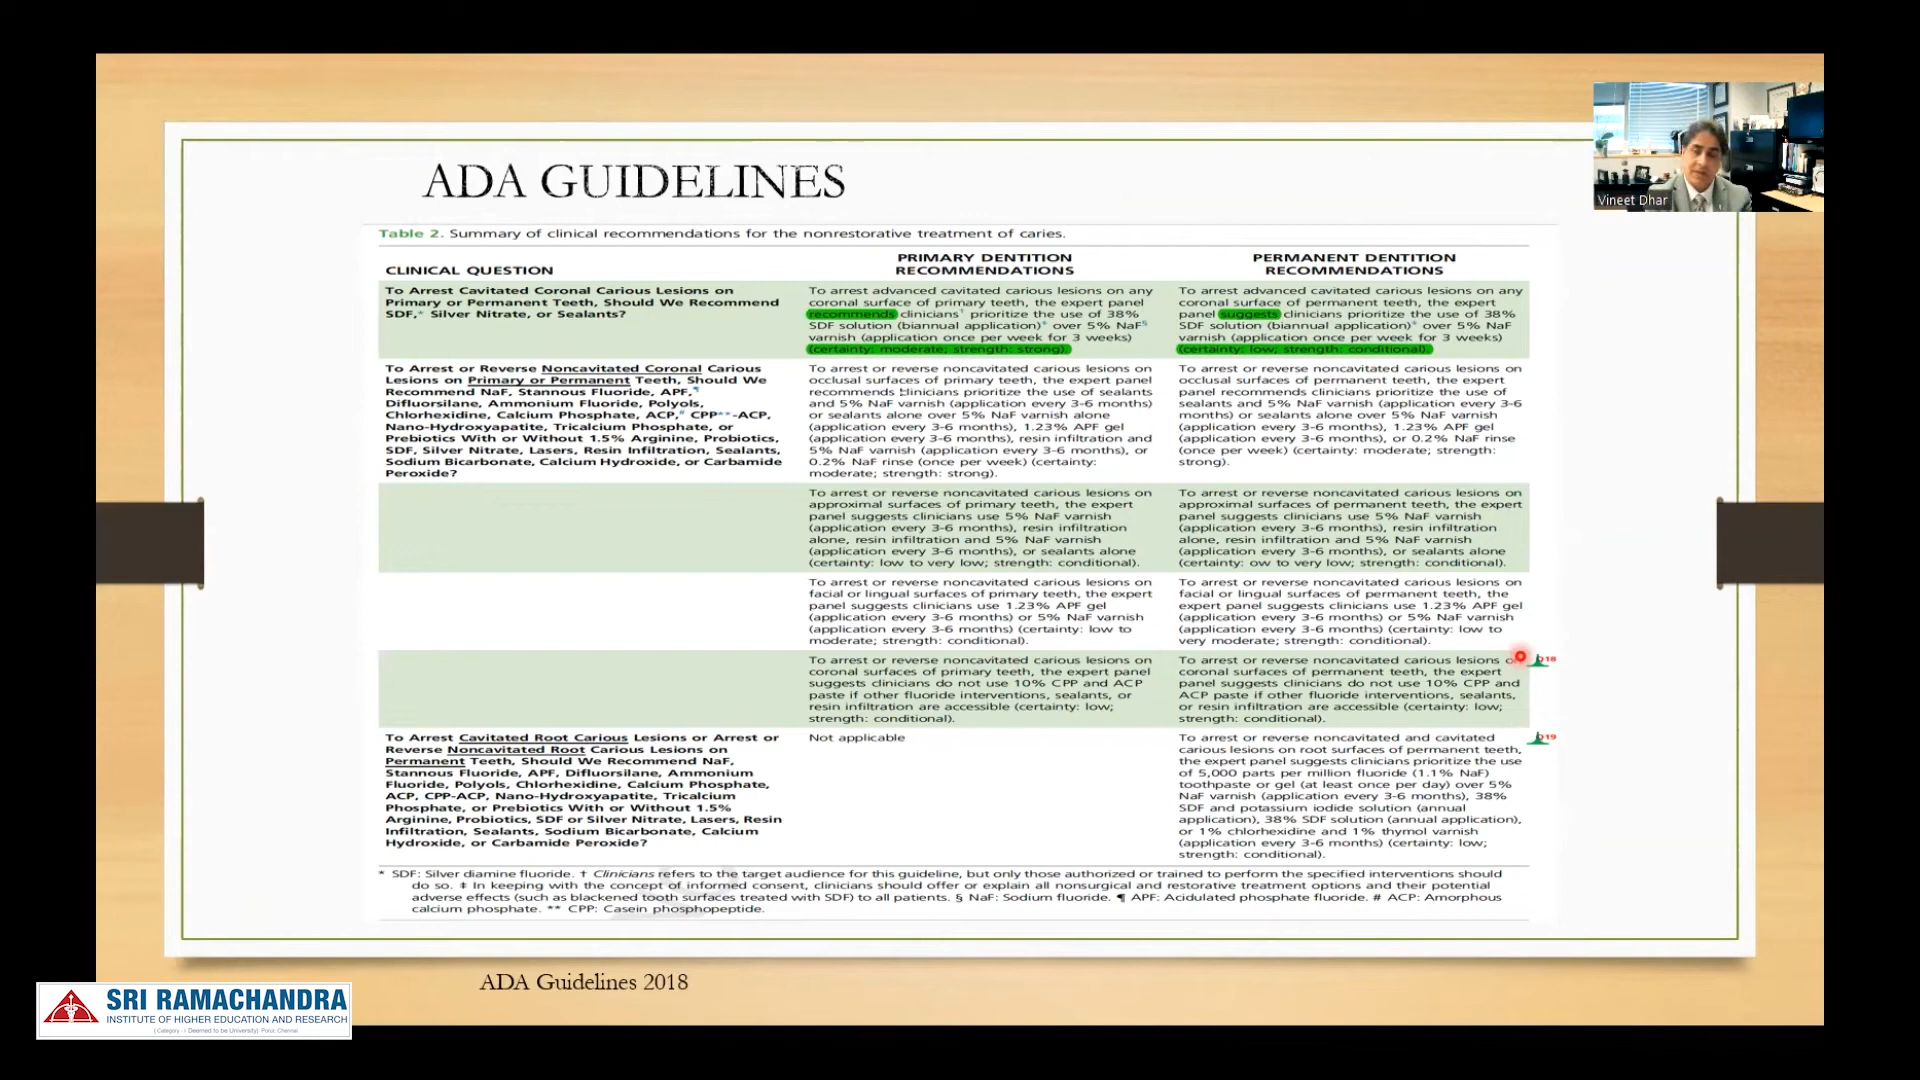 ADA GUIDELINES
Vineet Dhar
Table 2. Summary of clinical recommendations for the nonrestorative treatment of caries.
CLINICAL QUESTION
PRIMARY DENTITION
RECOMMENDATIONS
PERMANENT DENTITION
RECOMMENDATIONS
To Arrest Cavitated Coronal Carious Lesions on
Primary or Permanent Teeth, Should We Recommend
SDF,* Silver Nitrate, or Sealants?
To arrest advanced cavitated carious lesions on any
coronal surface of primary teeth, the expert panel
recommends clinicians† prioritize the use of 38%
SDF solution (biannual application)‡ over 5% NaF§
varnish (application once per week for 3 weeks)
(certainty: moderate; strength: strong).
To arrest advanced cavitated carious lesions on any
coronal surface of permanent teeth, the expert
panel suggests clinicians prioritize the use of 38%
SDF solution (biannual application)‡ over 5% NaF
varnish (application once per week for 3 weeks)
(certainty: low; strength: conditional).
To Arrest or Reverse Noncavitated Coronal Carious
Lesions on Primary or Permanent Teeth, Should We
Recommend NaF, Stannous Fluoride, APF,¶
Difluorsilane, Ammonium Fluoride, Polyols,
Chlorhexidine, Calcium Phosphate, ACP,# CPP**-ACP,
Nano-Hydroxyapatite, Tricalcium Phosphate, or
Prebiotics With or Without 1.5% Arginine, Probiotics,
SDF, Silver Nitrate, Lasers, Resin Infiltration, Sealants,
Sodium Bicarbonate, Calcium Hydroxide, or Carbamide
Peroxide?
To arrest or reverse noncavitated carious lesions on
occlusal surfaces of primary teeth, the expert panel
recommends clinicians prioritize the use of sealants
and 5% NaF varnish (application every 3-6 months)
or sealants alone over 5% NaF varnish alone
(application every 3-6 months), 1.23% APF gel
(application every 3-6 months), resin infiltration and
5% NaF varnish (application every 3-6 months), or
0.2% NaF rinse (once per week) (certainty:
moderate; strength: strong).
To arrest or reverse noncavitated carious lesions on
occlusal surfaces of permanent teeth, the expert
panel recommends clinicians prioritize the use of
sealants and 5% NaF varnish (application every 3-6
months) or sealants alone over 5% NaF varnish alone
(application every 3-6 months), 1.23% APF gel
(application every 3-6 months), or 0.2% NaF rinse
(once per week) (certainty: moderate; strength:
strong).
To arrest or reverse noncavitated carious lesions on
approximal surfaces of primary teeth, the expert
panel suggests clinicians use 5% NaF varnish
(application every 3-6 months), resin infiltration
alone, resin infiltration and 5% NaF varnish
(application every 3-6 months), or sealants alone
(certainty: low to very low; strength: conditional).
To arrest or reverse noncavitated carious lesions on
approximal surfaces of permanent teeth, the expert
panel suggests clinicians use 5% NaF varnish
(application every 3-6 months), resin infiltration
alone, resin infiltration and 5% NaF varnish
(application every 3-6 months), or sealants alone
(certainty: ow to very low; strength: conditional).
To arrest or reverse noncavitated carious lesions on
facial or lingual surfaces of primary teeth, the expert
panel suggests clinicians use 1.23% APF gel
(application every 3-6 months) or 5% NaF varnish
(application every 3-6 months) (certainty: low to
moderate; strength: conditional).
To arrest or reverse noncavitated carious lesions on
facial or lingual surfaces of permanent teeth, the
expert panel suggests clinicians use 1.23% APF gel
(application every 3-6 months) or 5% NaF varnish
(application every 3-6 months) (certainty: low to
very moderate; strength: conditional).
To arrest or reverse noncavitated carious lesions on
coronal surfaces of primary teeth, the expert panel
suggests clinicians do not use 10% CPP and ACP
paste if other fluoride interventions, sealants, or
resin infiltration are accessible (certainty: low;
strength: conditional).
To arrest or reverse noncavitated carious lesions
coronal surfaces of permanent teeth, the expert
panel suggests clinicians do not use 10% CPP and
ACP paste if other fluoride interventions, sealants,
or resin infiltration are accessible (certainty: low;
strength: conditional).
To Arrest Cavitated Root Carious Lesions or Arrest or
Reverse Noncavitated Root Carious Lesions on
Permanent Teeth, Should We Recommend NaF,
Stannous Fluoride, APF, Difluorsilane, Ammonium
Fluoride, Polyols, Chlorhexidine, Calcium Phosphate,
ACP, CPP-ACP, Nano-Hydroxyapatite, Tricalcium
Phosphate, or Prebiotics With or Without 1.5%
Arginine, Probiotics, SDF or Silver Nitrate, Lasers, Resin
Infiltration, Sealants, Sodium Bicarbonate, Calcium
Hydroxide, or Carbamide Peroxide?
Not applicable
To arrest or reverse noncavitated and cavitated
carious lesions on root surfaces of permanent teeth,
the expert panel suggests clinicians prioritize the use
of 5,000 parts per million fluoride (1.1% NaF)
toothpaste or gel (at least once per day) over 5%
NaF varnish (application every 3-6 months), 38%
SDF and potassium iodide solution (annual
application), 38% SDF solution (annual application),
or 1% chlorhexidine and 1% thymol varnish
(application every 3-6 months) (certainty: low;
strength: conditional).
* SDF: Silver diamine fluoride. † Clinicians refers to the target audience for this guideline, but only those authorized or trained to perform the specified interventions should
do so. ‡ In keeping with the concept of informed consent, clinicians should offer or explain all nonsurgical and restorative treatment options and their potential
adverse effects (such as blackened tooth surfaces treated with SDF) to all patients. § NaF: Sodium fluoride. ¶ APF: Acidulated phosphate fluoride. # ACP: Amorphous
calcium phosphate. ** CPP: Casein phosphopeptide.
ADA Guidelines 2018
SRI RAMACHANDRA
INSTITUTE OF HIGHER EDUCATION AND RESEARCH
(Category - I Deemed to be University) Porur, Chennai